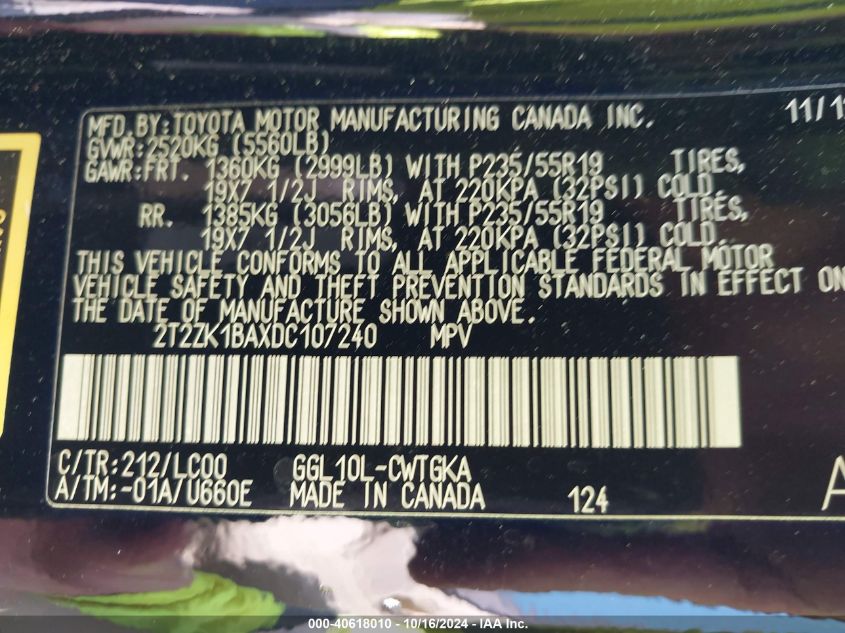 MFD.BY:TOYOTA MOTOR MANUFACTURING CANADA INC. 11/1
GVWR:2520KG (5560LB)
GAWR:FRT. 1360KG (2999LB) WITH P235/55R19 TIRES,
19X7 1/2J RIMS, AT 220KPA (32PSI) COLD.
RR. 1385KG (3056LB) WITH P235/55R19 TIRES,
19X7 1/2J RIMS, AT 220KPA (32PSI) COLD.
THIS VEHICLE CONFORMS TO ALL APPLICABLE FEDERAL MOTOR
VEHICLE SAFETY AND THEFT PREVENTION STANDARDS IN EFFECT ON
THE DATE OF MANUFACTURE SHOWN ABOVE.
2T2ZK1BAXDC107240 MPV
C/TR:212/LC00 GGL10L-CWTGKA
A/TM:-01A/U660E MADE IN CANADA 124 A
000-40618010 - 10/16/2024 - IAA Inc.